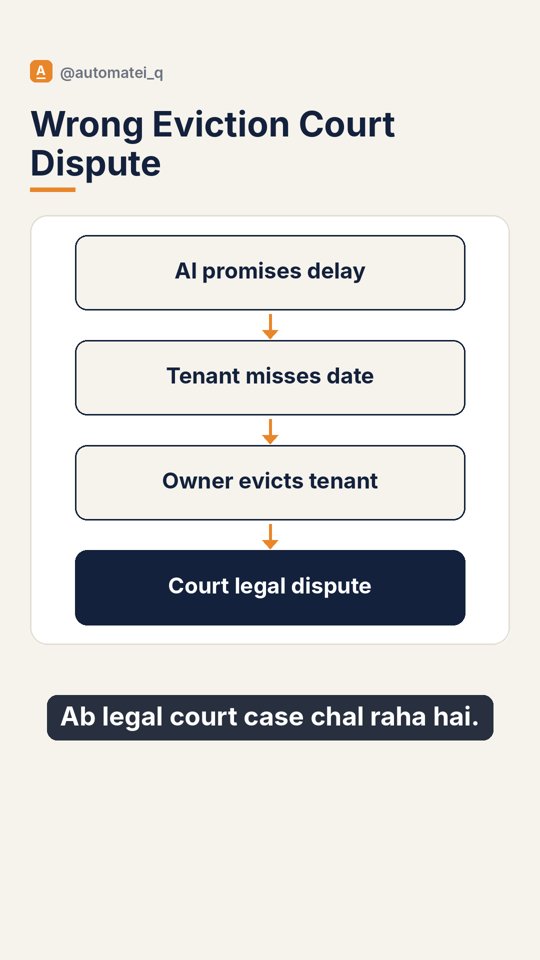 A
@automatei_q
Wrong Eviction Court
Dispute
AI promises delay
Tenant misses date
Owner evicts tenant
Court legal dispute
Ab legal court case chal raha hai.